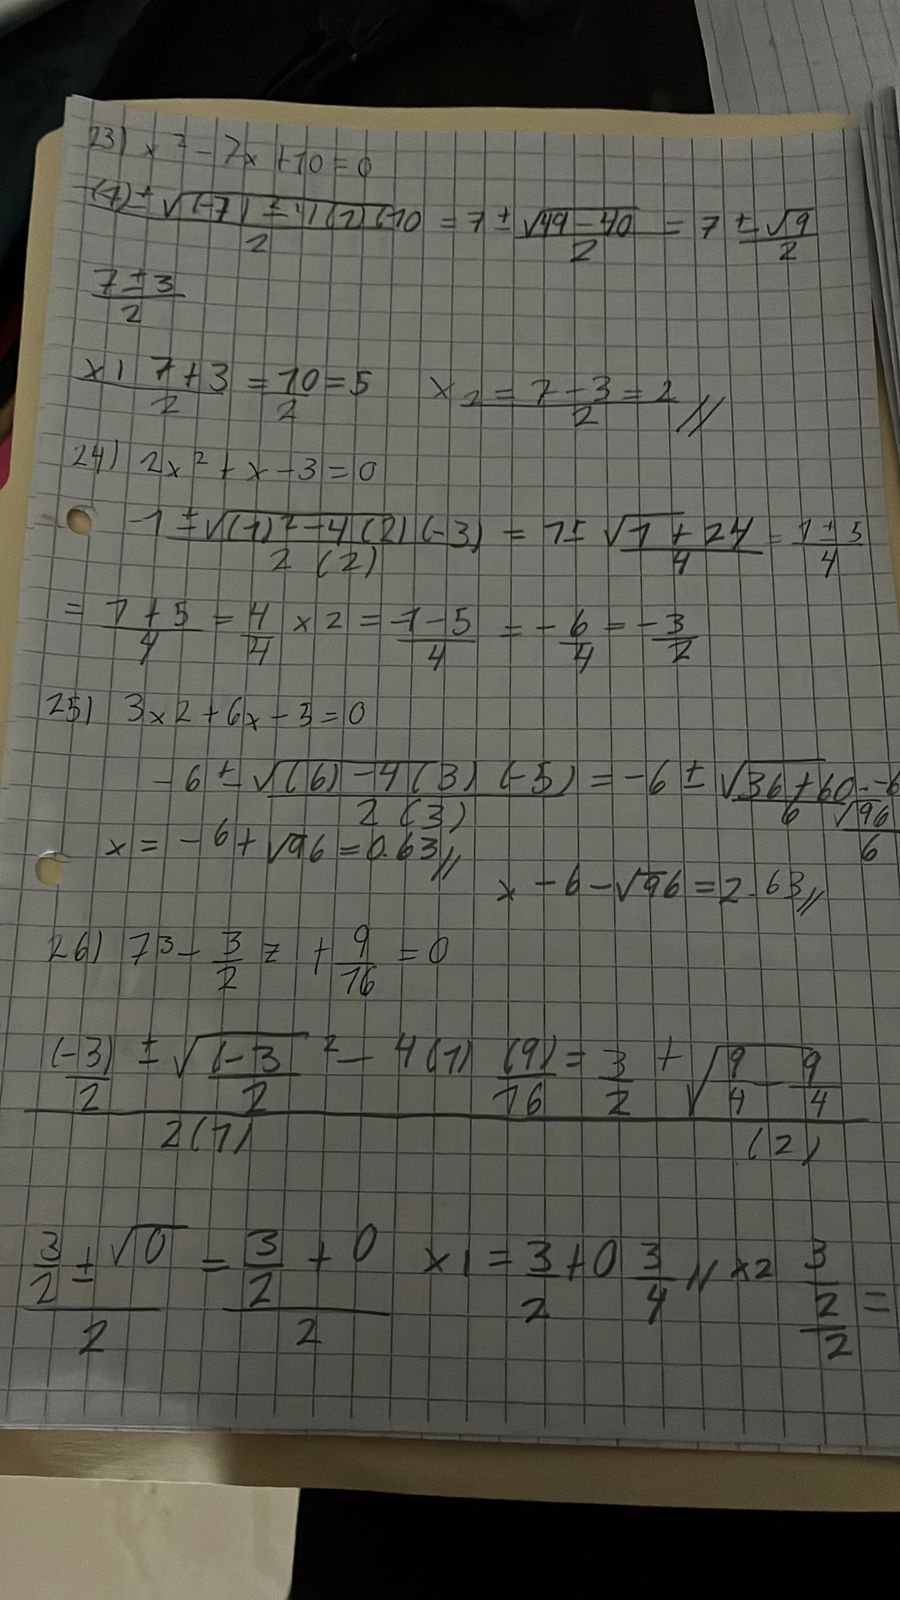 23) x² - 7x + 10 = 0
-(7) ± √(-7)² - 4(1)(-10 / 2 = 7 ± √49 - 40 / 2 = 7 ± √9 / 2
7 ± 3 / 2
x1 7 + 3 / 2 = 10 / 2 = 5 x2 = 7 - 3 / 2 = 2 //
24) 2x² + x - 3 = 0
-1 ± √(1)² - 4(2)(-3) / 2 (2) = 1 ± √1 + 24 / 4 = 1 ± 5 / 4
= 1 + 5 / 4 = 4 / 4 x2 = -1 - 5 / 4 = - 6 / 4 = - 3 / 2
25) 3x2 + 6x - 5 = 0
- 6 ± √(6) - 4(3) (-5) / 2 (3) = - 6 ± √36 + 60 / 6 - -6 √96 / 6
x = - 6 + √96 = 0.63 //
x - 6 - √96 = 2.63 //
26) 73 - 3 / 2 z + 9 / 16 = 0
(-3) / 2 ± √(-3 / 2 ² - 4(1) (9) / 16 / 2(1) = 3 / 2 + √9 / 4 - 9 / 4 / (2)
3 / 2 ± √0 / 2 = 3 / 2 + 0 / 2 x1 = 3 / 2 + 0 3 / 4 // x2 3 / 2 / 2 =